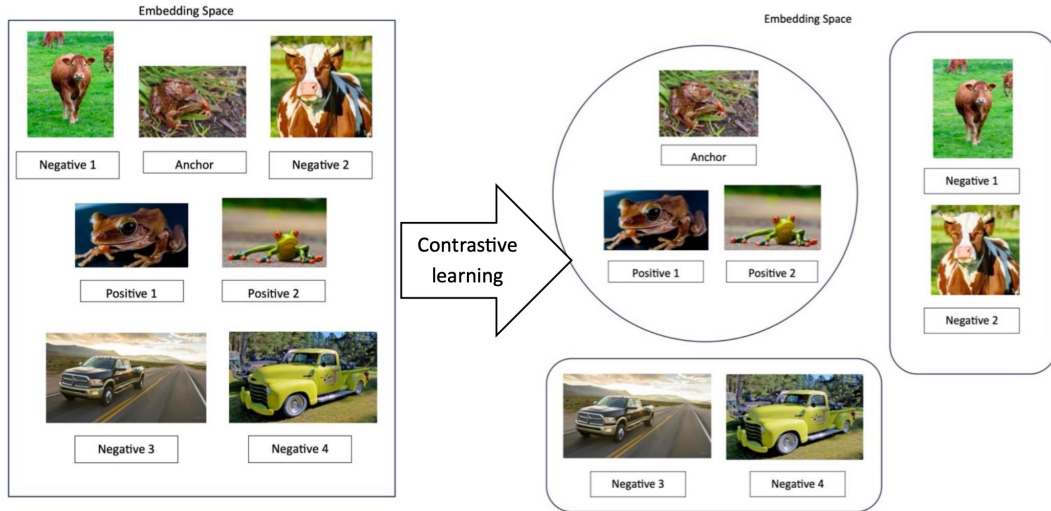 Embedding Space
Negative 1
Anchor
Negative 2
Positive 1
Positive 2
Negative 3
Negative 4
Contrastive
learning
Embedding Space
Anchor
Positive 1
Positive 2
Negative 1
Negative 2
Negative 3
Negative 4